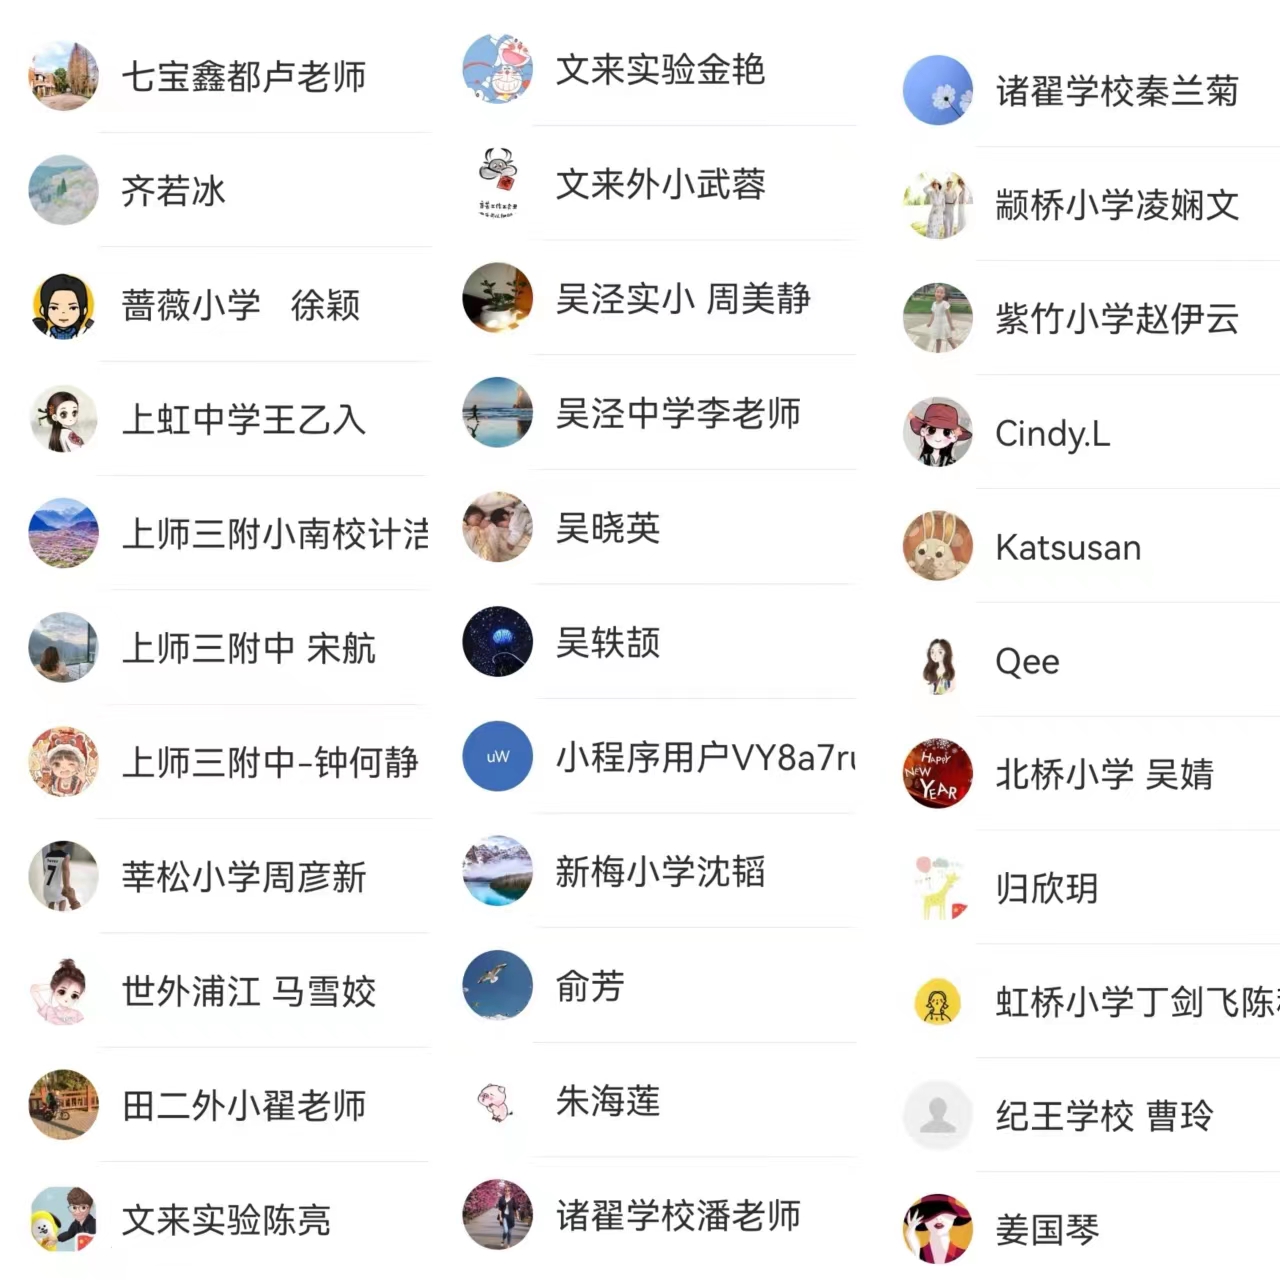 七宝鑫都卢老师
齐若冰
蔷薇小学 徐颖
上虹中学王乙入
上师三附小南校计洁
上师三附中 宋航
上师三附中-钟何静
莘松小学周彦新
世外浦江 马雪姣
田二外小翟老师
文来实验陈亮
文来实验金艳
文来外小武蓉
吴泾实小 周美静
吴泾中学李老师
吴晓英
吴轶颉
uW
小程序用户VY8a7ru
新梅小学沈韬
俞芳
朱海莲
诸翟学校潘老师
诸翟学校秦兰菊
颛桥小学凌娴文
紫竹小学赵伊云
Cindy.L
Katsusan
Qee
HAPPY
NEW
YEAR
北桥小学 吴婧
归欣玥
虹桥小学丁剑飞陈
纪王学校 曹玲
姜国琴